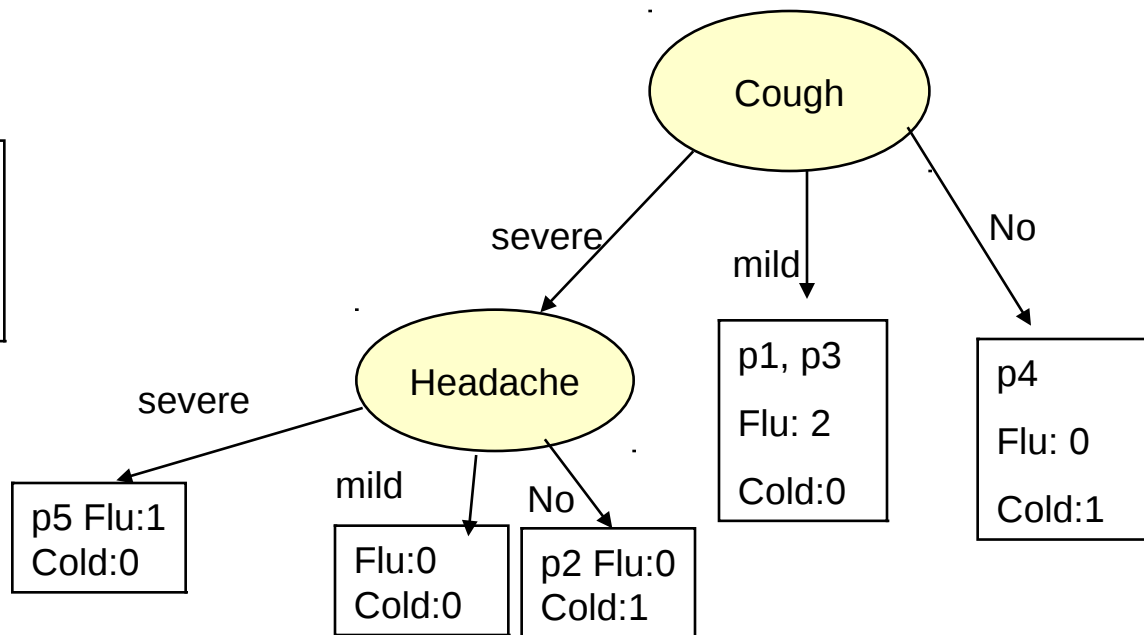 Cough
severe
mild
No
Headache
p1, p3
Flu: 2
Cold:0
p4
Flu: 0
Cold:1
severe
mild
No
p5 Flu:1
Cold:0
Flu:0
Cold:0
p2 Flu:0
Cold:1